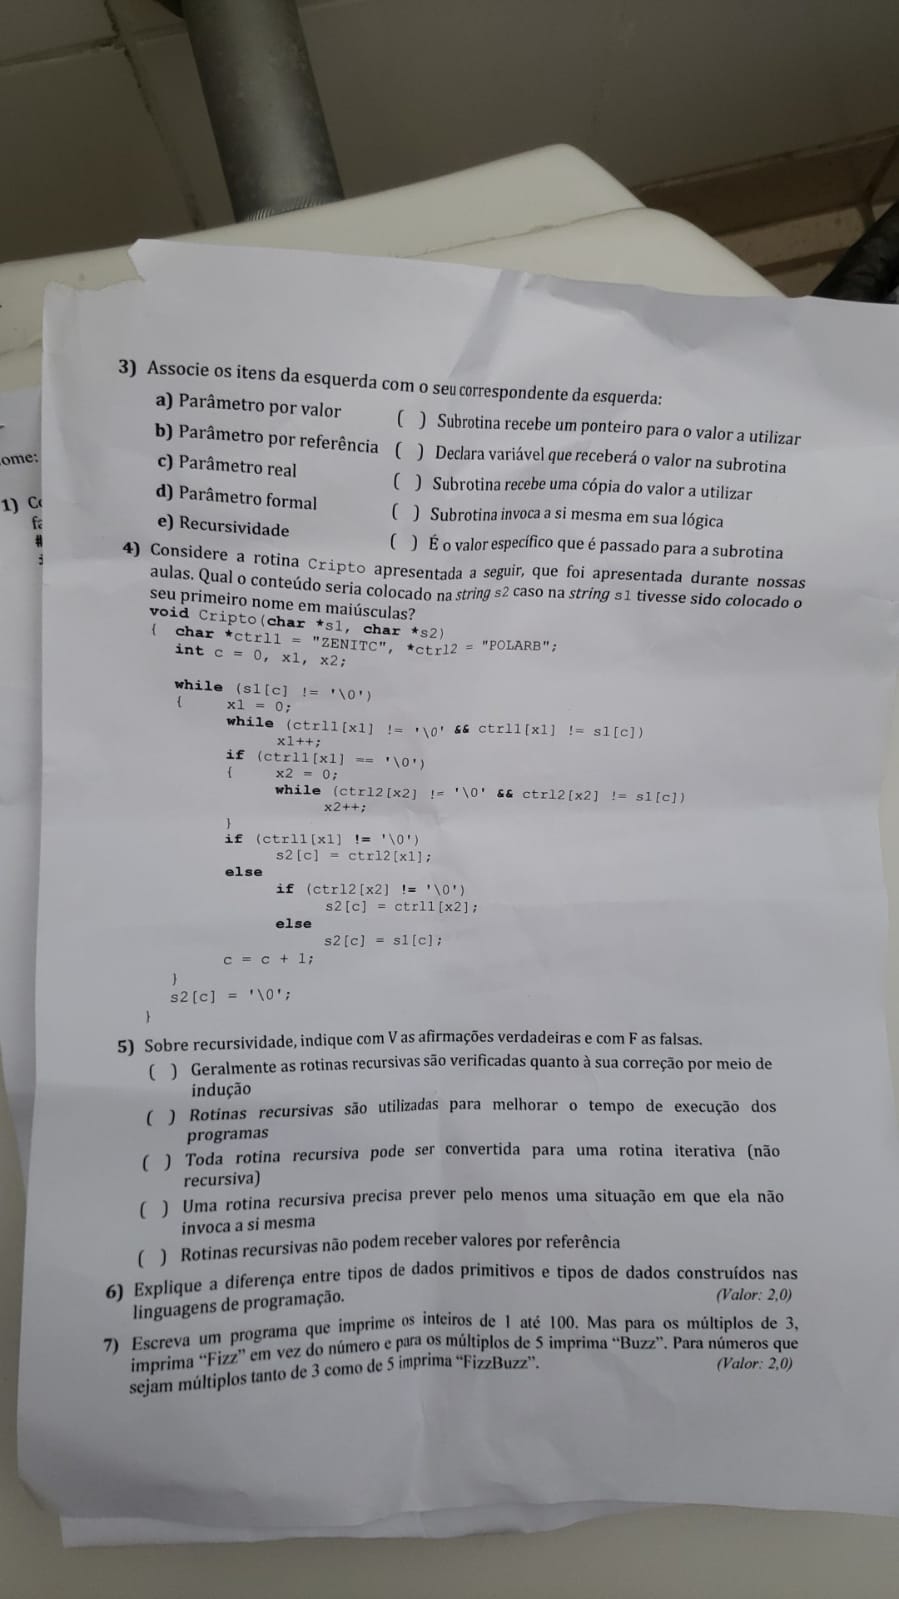 3) Associe os itens da esquerda com o seu correspondente da esquerda:
a) Parâmetro por valor ( ) Subrotina recebe um ponteiro para o valor a utilizar
b) Parâmetro por referência ( ) Declara variável que receberá o valor na subrotina
c) Parâmetro real ( ) Subrotina recebe uma cópia do valor a utilizar
d) Parâmetro formal ( ) Subrotina invoca a si mesma em sua lógica
e) Recursividade ( ) É o valor específico que é passado para a subrotina
4) Considere a rotina Cripto apresentada a seguir, que foi apresentada durante nossas
aulas. Qual o conteúdo seria colocado na string s2 caso na string s1 tivesse sido colocado o
seu primeiro nome em maiúsculas?
void Cripto(char *s1, char *s2)
{ char *ctrl1 = "ZENITC", *ctrl2 = "POLARB";
int c = 0, x1, x2;
while (s1[c] != '\0')
{ x1 = 0;
while (ctrl1[x1] != '\0' && ctrl1[x1] != s1[c])
x1++;
if (ctrl1[x1] == '\0')
{ x2 = 0;
while (ctrl2[x2] != '\0' && ctrl2[x2] != s1[c])
x2++;
}
if (ctrl1[x1] != '\0')
s2[c] = ctrl2[x1];
else
if (ctrl2[x2] != '\0')
s2[c] = ctrl1[x2];
else
s2[c] = s1[c];
c = c + 1;
}
s2[c] = '\0';
}
5) Sobre recursividade, indique com V as afirmações verdadeiras e com F as falsas.
( ) Geralmente as rotinas recursivas são verificadas quanto à sua correção por meio de
indução
( ) Rotinas recursivas são utilizadas para melhorar o tempo de execução dos
programas
( ) Toda rotina recursiva pode ser convertida para uma rotina iterativa (não
recursiva)
( ) Uma rotina recursiva precisa prever pelo menos uma situação em que ela não
invoca a si mesma
( ) Rotinas recursivas não podem receber valores por referência
6) Explique a diferença entre tipos de dados primitivos e tipos de dados construídos nas
linguagens de programação. (Valor: 2,0)
7) Escreva um programa que imprime os inteiros de 1 até 100. Mas para os múltiplos de 3,
imprima “Fizz” em vez do número e para os múltiplos de 5 imprima “Buzz”. Para números que
sejam múltiplos tanto de 3 como de 5 imprima “FizzBuzz”. (Valor: 2,0)
ome:
1)